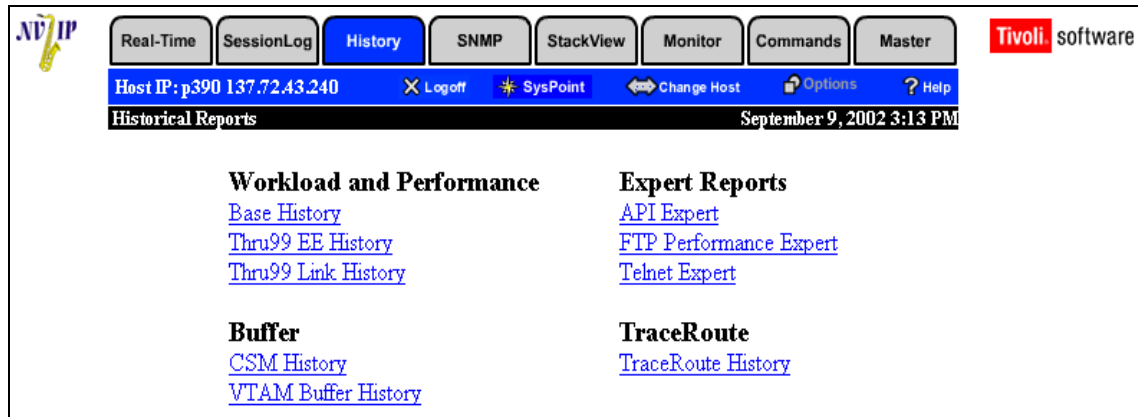 NV IP
Real-Time SessionLog History SNMP StackView Monitor Commands Master
Tivoli. software
Host IP: p390 137.72.43.240 Logoff SysPoint Change Host Options ? Help
Historical Reports September 9, 2002 3:13 PM
Workload and Performance
Base History
Thru99 EE History
Thru99 Link History
Expert Reports
API Expert
FTP Performance Expert
Telnet Expert
Buffer
CSM History
VTAM Buffer History
TraceRoute
TraceRoute History